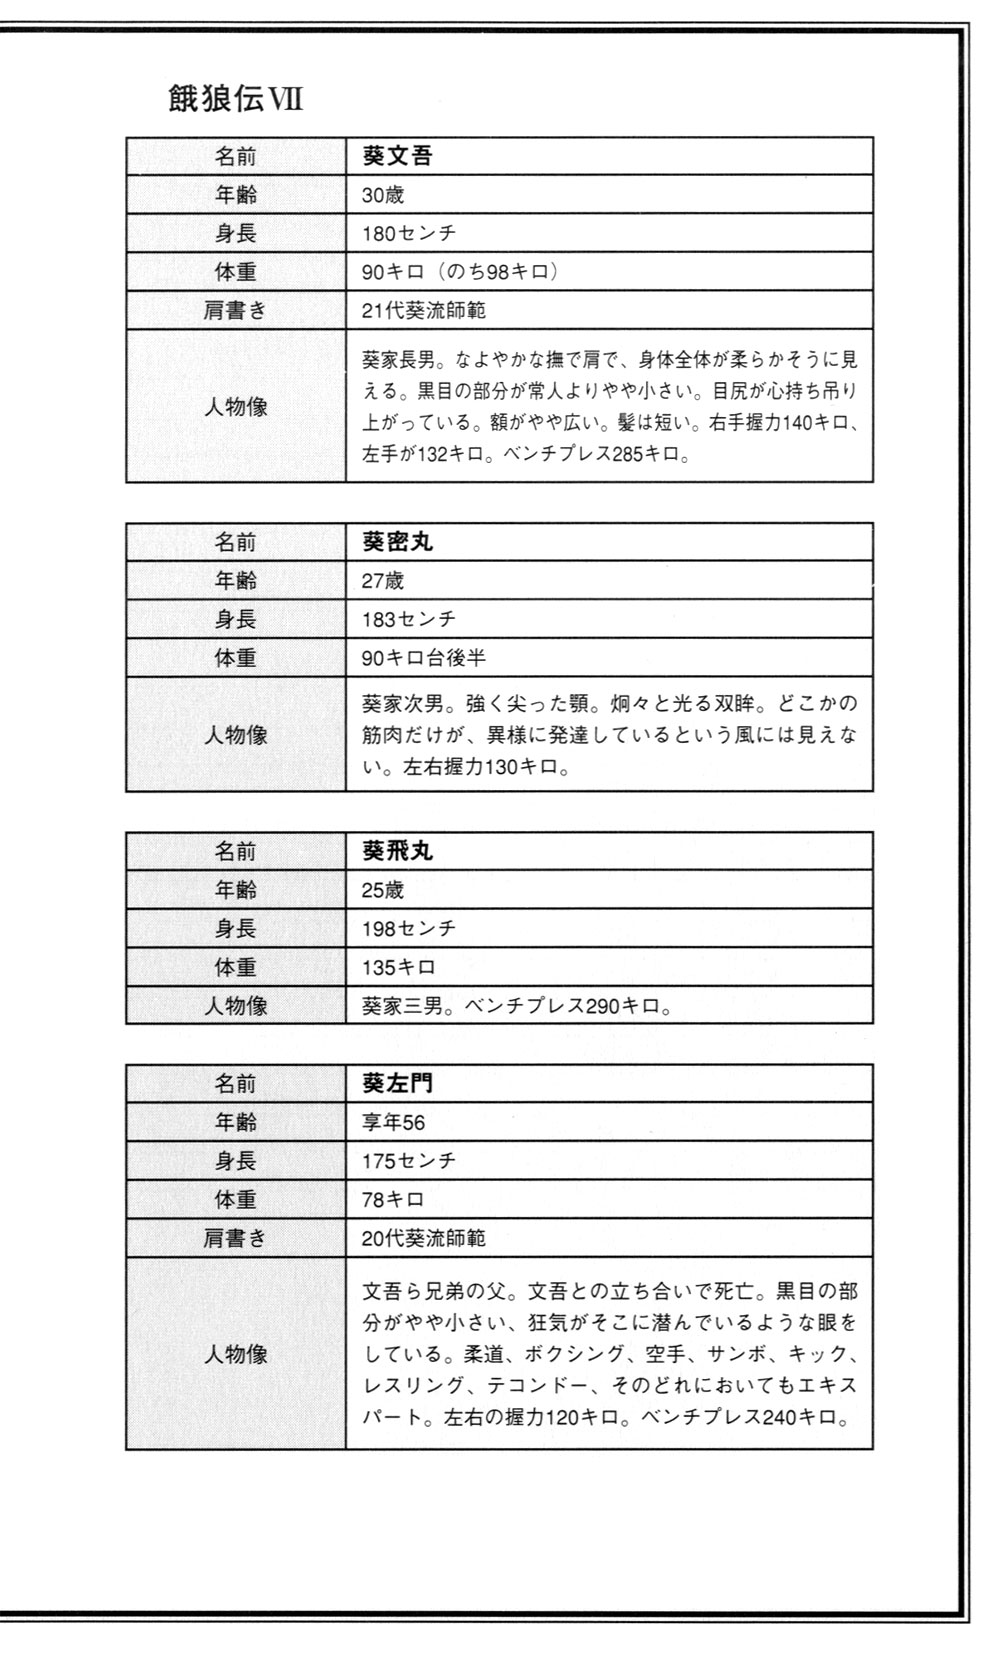 餓狼伝Ⅶ
名前 葵文吾
年齢 30歳
身長 180センチ
体重 90キロ（のち98キロ）
肩書き 21代葵流師範
人物像 葵家長男。なよやかな撫で肩で、身体全体が柔らかそうに見
える。黒目の部分が常人よりやや小さい。目尻が心持ち吊り
上がっている。額がやや広い。髪は短い。右手握力140キロ、
左手が132キロ。ベンチプレス285キロ。
名前 葵密丸
年齢 27歳
身長 183センチ
体重 90キロ台後半
人物像 葵家次男。強く尖った顎。炯々と光る双眸。どこかの
筋肉だけが、異様に発達しているという風には見えな
い。左右握力130キロ。
名前 葵飛丸
年齢 25歳
身長 198センチ
体重 135キロ
人物像 葵家三男。ベンチプレス290キロ。
名前 葵左門
年齢 享年56
身長 175センチ
体重 78キロ
肩書き 20代葵流師範
人物像 文吾ら兄弟の父。文吾との立ち合いで死亡。黒目の部
分がやや小さい、狂気がそこに潜んでいるような眼を
している。柔道、ボクシング、空手、サンボ、キック、
レスリング、テコンドー、そのどれにおいてもエキス
パート。左右の握力120キロ。ベンチプレス240キロ。